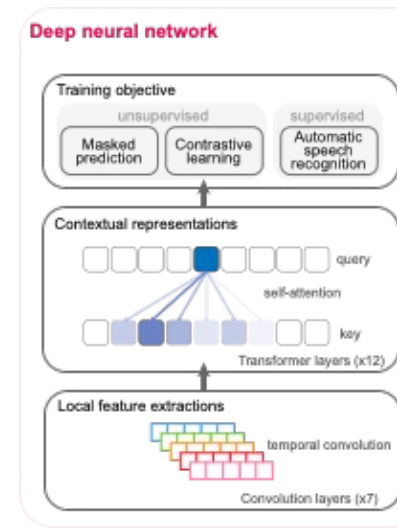 Deep neural network
Training objective
unsupervised
supervised
Masked
prediction
Contrastive
learning
Automatic
speech
recognition
Contextual representations
query
self-attention
key
Transformer layers (x12)
Local feature extractions
temporal convolution
Convolution layers (x7)